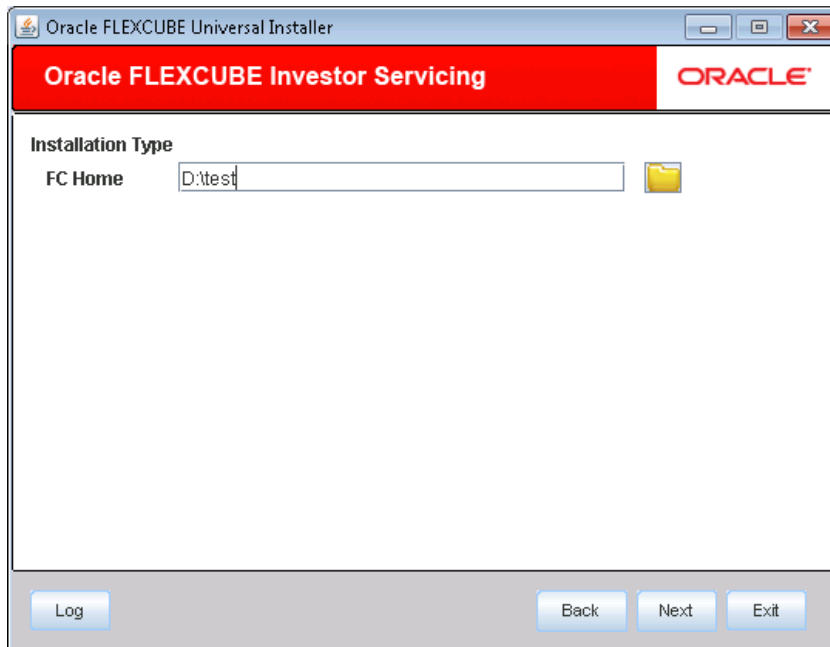 Oracle FLEXCUBE Universal Installer
Oracle FLEXCUBE Investor Servicing
ORACLE
Installation Type
FC Home D:\test
Log Back Next Exit